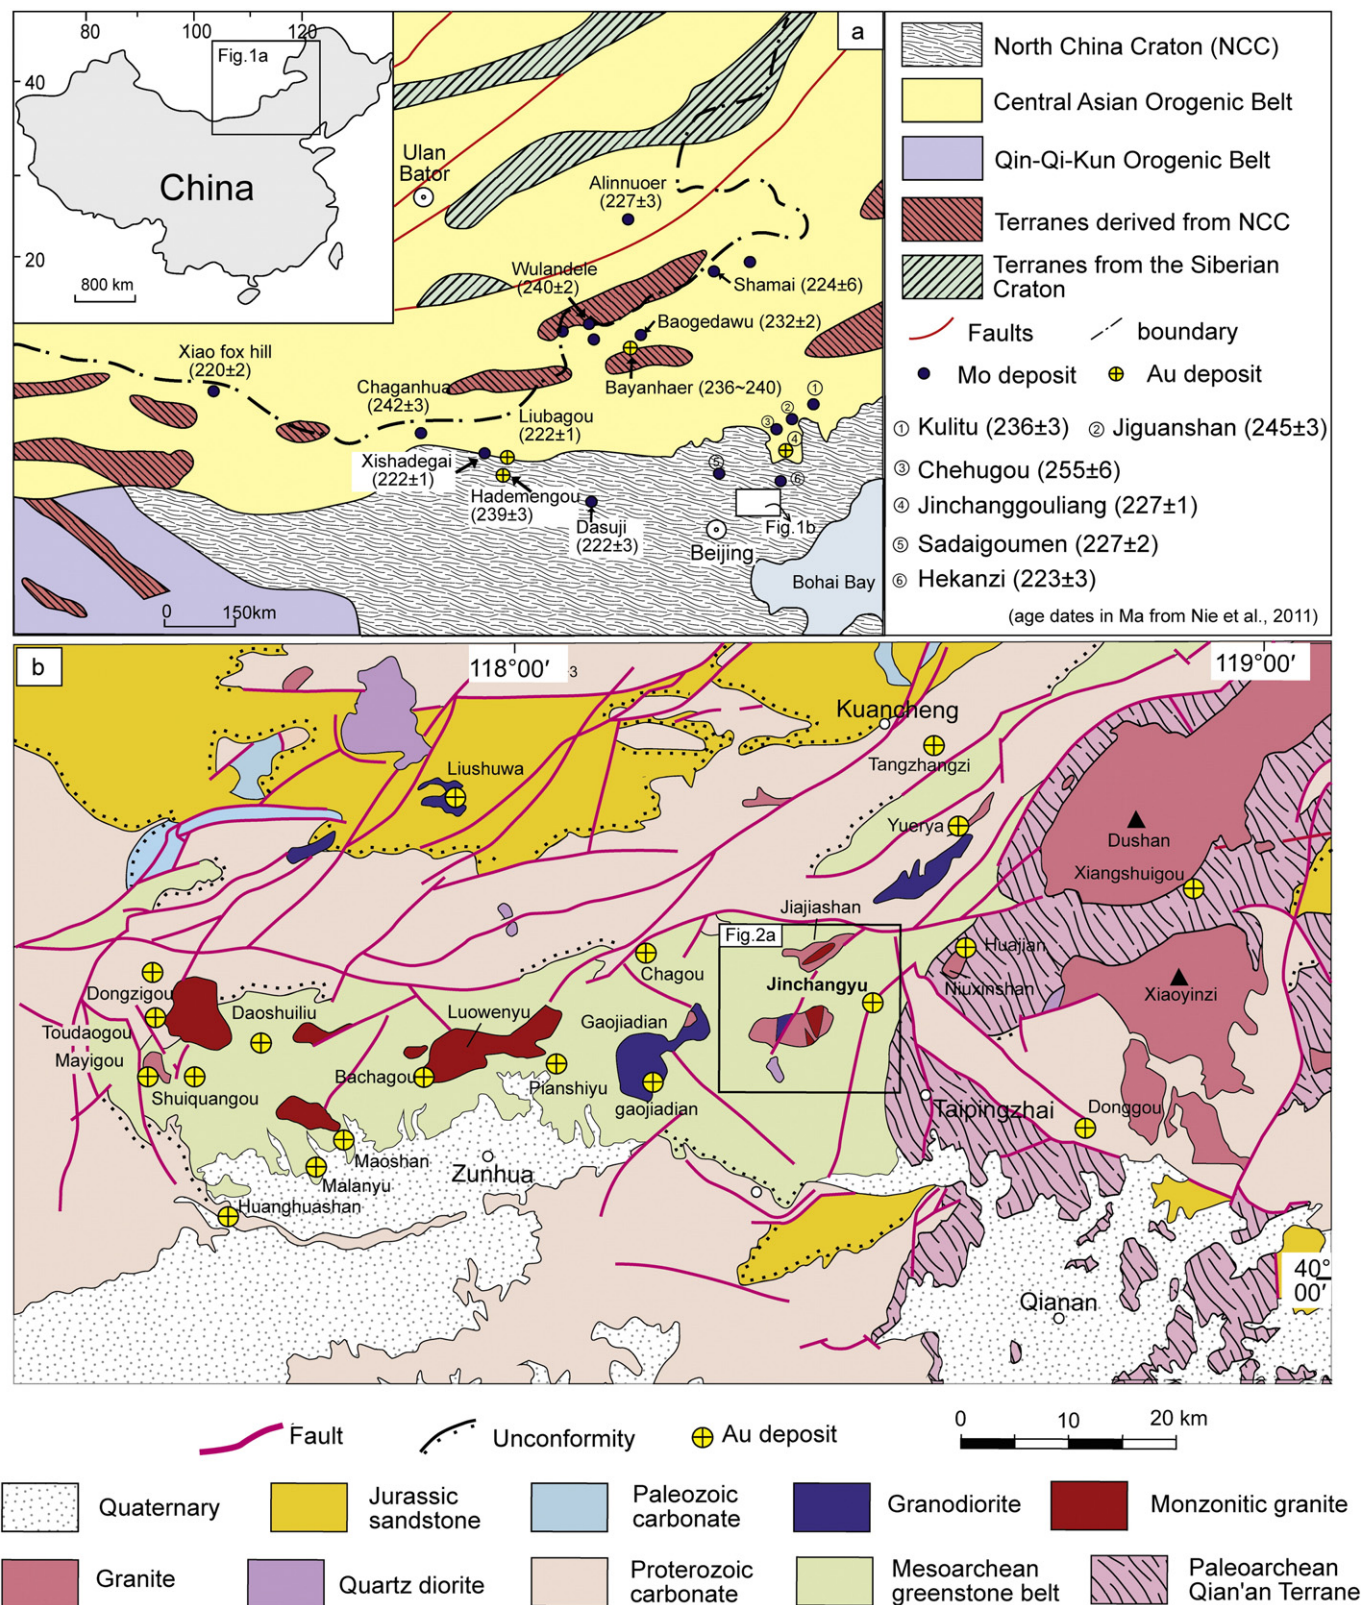 80
100
120
Fig.1a
40
20
China
800 km
a
Ulan
Bator
Alinnuoer
(227±3)
Wulandele
(240±2)
Shamai (224±6)
Baogedawu (232±2)
Xiao fox hill
(220±2)
Chaganhua
(242±3)
Bayanhaer (236~240)
Liubagou
(222±1)
Xishadegai
(222±1)
Hademengou
(239±3)
Dasuji
(222±3)
①
②
③
④
⑤
⑥
Fig.1b
Beijing
Bohai Bay
0 150km
North China Craton (NCC)
Central Asian Orogenic Belt
Qin-Qi-Kun Orogenic Belt
Terranes derived from NCC
Terranes from the Siberian
Craton
Faults
boundary
Mo deposit
Au deposit
① Kulitu (236±3) ② Jiguanshan (245±3)
③ Chehugou (255±6)
④ Jinchanggouliang (227±1)
⑤ Sadaigoumen (227±2)
⑥ Hekanzi (223±3)
(age dates in Ma from Nie et al., 2011)
b
118°00′
3
119°00′
Kuancheng
Tangzhangzi
Liushuwa
Yuerya
Dushan
Xiangshuigou
Jiajiashan
Fig.2a
Huajian
Chagou
Jinchangyu
Niuxinshan
Xiaoyinzi
Dongzigou
Daoshuiliu
Luowenyu
Gaojiadian
Toudaogou
Mayigou
Bachagou
Pianshiyu
Shuiquangou
gaojiadian
Taipingzhai
Donggou
Maoshan
Zunhua
Malanyu
Huanghuashan
40°
00′
Qianan
Fault
Unconformity
Au deposit
0 10 20 km
Quaternary
Jurassic
sandstone
Paleozoic
carbonate
Granodiorite
Monzonitic granite
Granite
Quartz diorite
Proterozoic
carbonate
Mesoarchean
greenstone belt
Paleoarchean
Qian'an Terrane